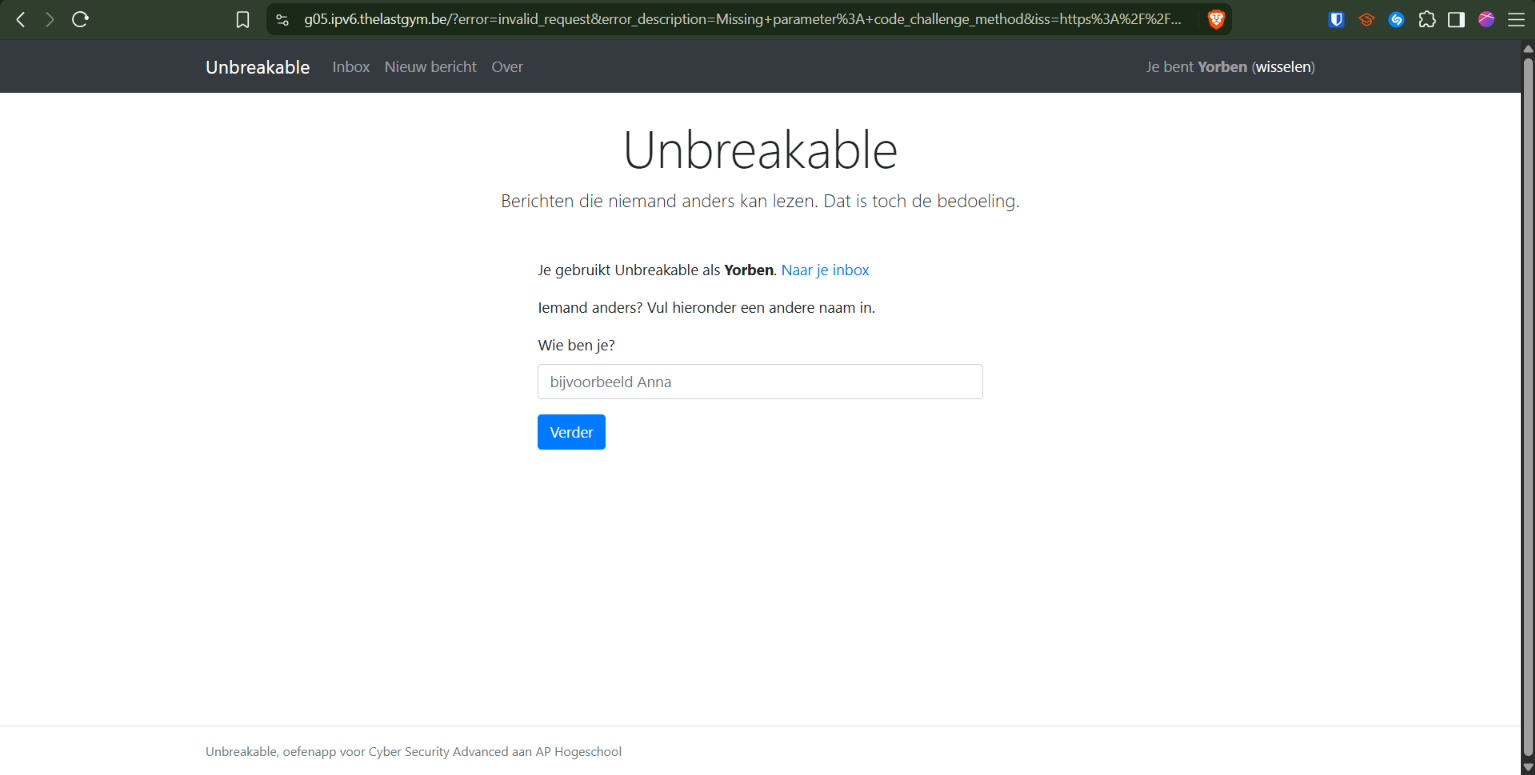 g05.ipv6.thelastgym.be/?error=invalid_request&error_description=Missing+parameter%3A+code_challenge_method&iss=https%3A%2F%2F...
Unbreakable Inbox Nieuw bericht Over Je bent Yorben (wisselen)
Unbreakable
Berichten die niemand anders kan lezen. Dat is toch de bedoeling.
Je gebruikt Unbreakable als Yorben. Naar je inbox
Iemand anders? Vul hieronder een andere naam in.
Wie ben je?
bijvoorbeeld Anna
Verder
Unbreakable, oefenapp voor Cyber Security Advanced aan AP Hogeschool